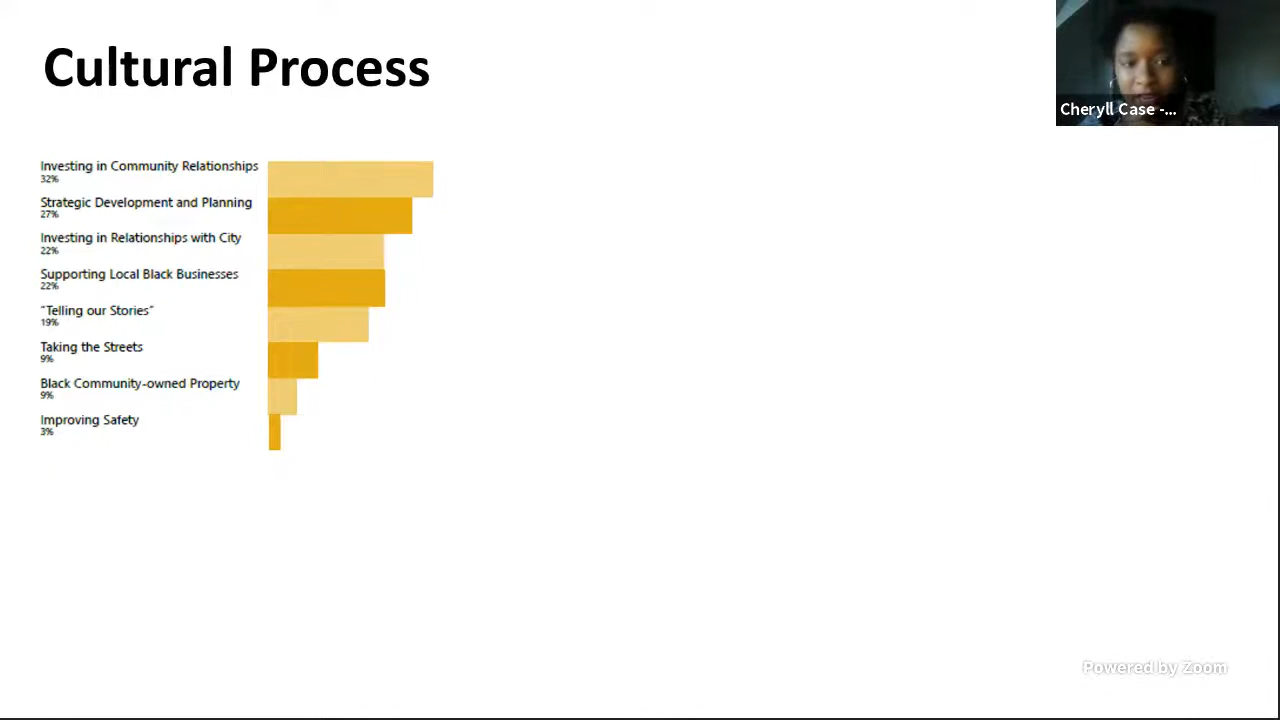 Cultural Process
Cheryll Case -...
Investing in Community Relationships
32%
Strategic Development and Planning
27%
Investing in Relationships with City
22%
Supporting Local Black Businesses
22%
"Telling our Stories"
19%
Taking the Streets
9%
Black Community-owned Property
9%
Improving Safety
3%
Powered by Zoom